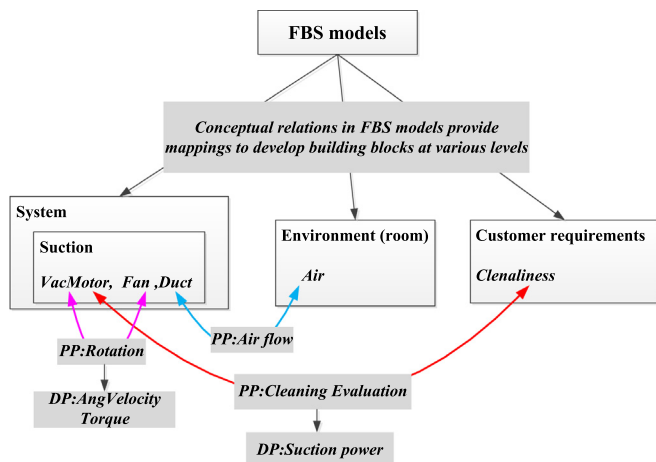 FBS models
Conceptual relations in FBS models provide
mappings to develop building blocks at various levels
System
Suction
VacMotor, Fan ,Duct
Environment (room)
Air
Customer requirements
Clenaliness
PP:Rotation
PP:Air flow
DP:AngVelocity
Torque
PP:Cleaning Evaluation
DP:Suction power